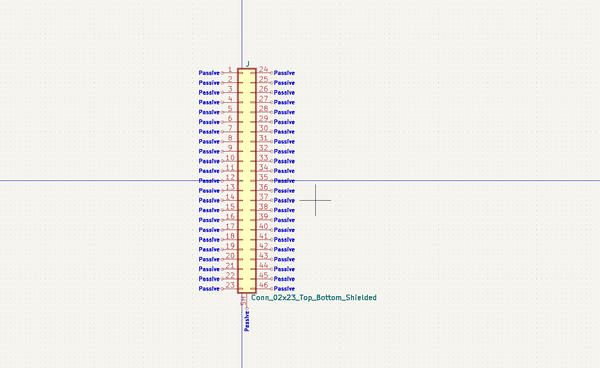 J
Passive 1 24 Passive
Passive 2 25 Passive
Passive 3 26 Passive
Passive 4 27 Passive
Passive 5 28 Passive
Passive 6 29 Passive
Passive 7 30 Passive
Passive 8 31 Passive
Passive 9 32 Passive
Passive 10 33 Passive
Passive 11 34 Passive
Passive 12 35 Passive
Passive 13 36 Passive
Passive 14 37 Passive
Passive 15 38 Passive
Passive 16 39 Passive
Passive 17 40 Passive
Passive 18 41 Passive
Passive 19 42 Passive
Passive 20 43 Passive
Passive 21 44 Passive
Passive 22 45 Passive
Passive 23 46 Passive
Conn_02x23_Top_Bottom_Shielded
SH
Passive